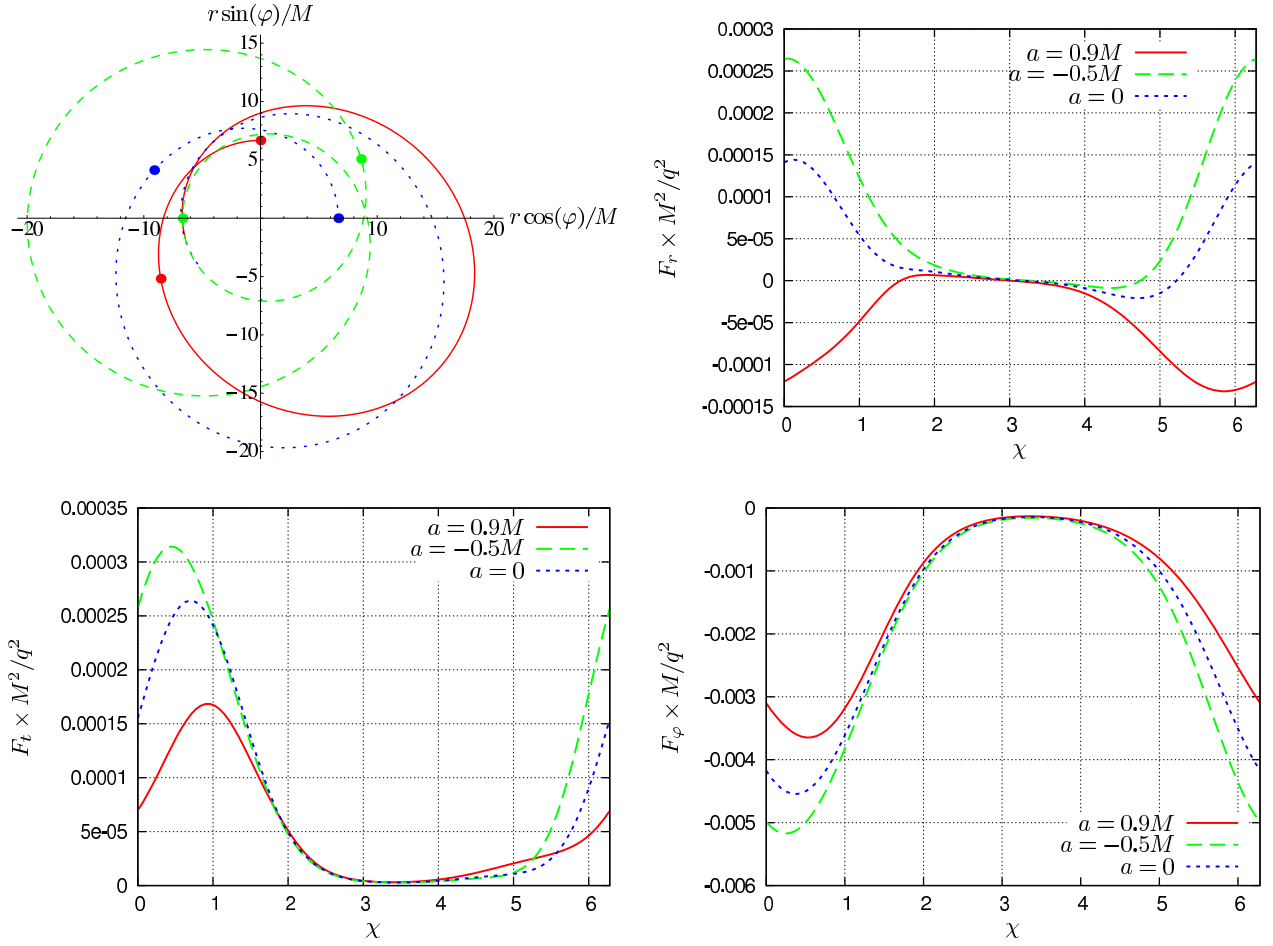 r sin(φ)/M
15
10
5
−20
−10
10
20
r cos(φ)/M
−5
−10
−15
−20
0.0003
0.00025
0.0002
0.00015
0.0001
5e-05
0
-5e-05
-0.0001
-0.00015
F_r × M^2/q^2
a = 0.9M
a = −0.5M
a = 0
0 1 2 3 4 5 6
χ
0.00035
0.0003
0.00025
0.0002
0.00015
0.0001
5e-05
0
F_t × M^2/q^2
a = 0.9M
a = −0.5M
a = 0
0 1 2 3 4 5 6
χ
0
-0.001
-0.002
-0.003
-0.004
-0.005
-0.006
F_φ × M/q^2
a = 0.9M
a = −0.5M
a = 0
0 1 2 3 4 5 6
χ